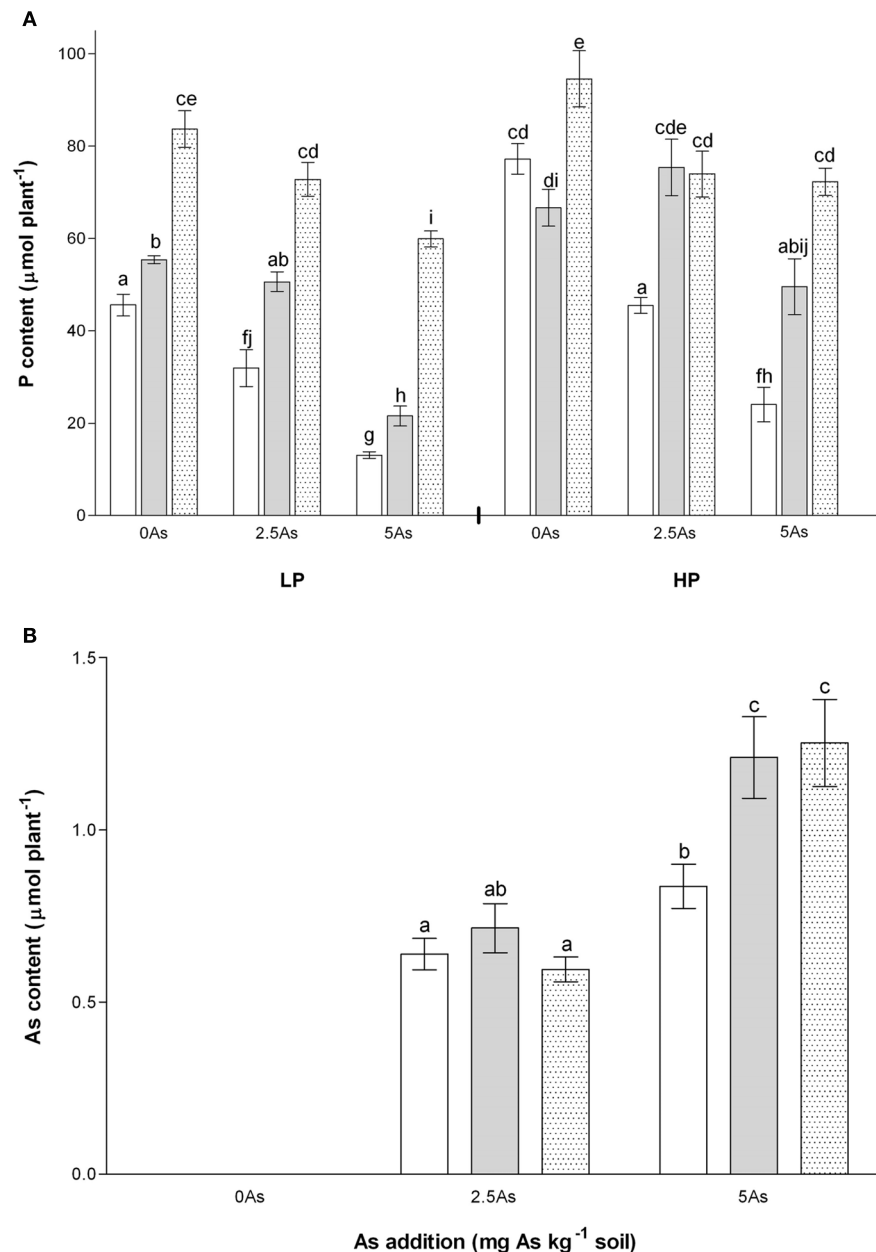 A
P content (μmol plant⁻¹)
100
80
60
40
20
0
a
b
ce
fj
ab
cd
g
h
i
cd
di
e
a
cde
cd
fh
abij
cd
0As 2.5As 5As 0As 2.5As 5As
LP HP
B
As content (μmol plant⁻¹)
1.5
1.0
0.5
0.0
a
ab
a
b
c
c
0As 2.5As 5As
As addition (mg As kg⁻¹ soil)